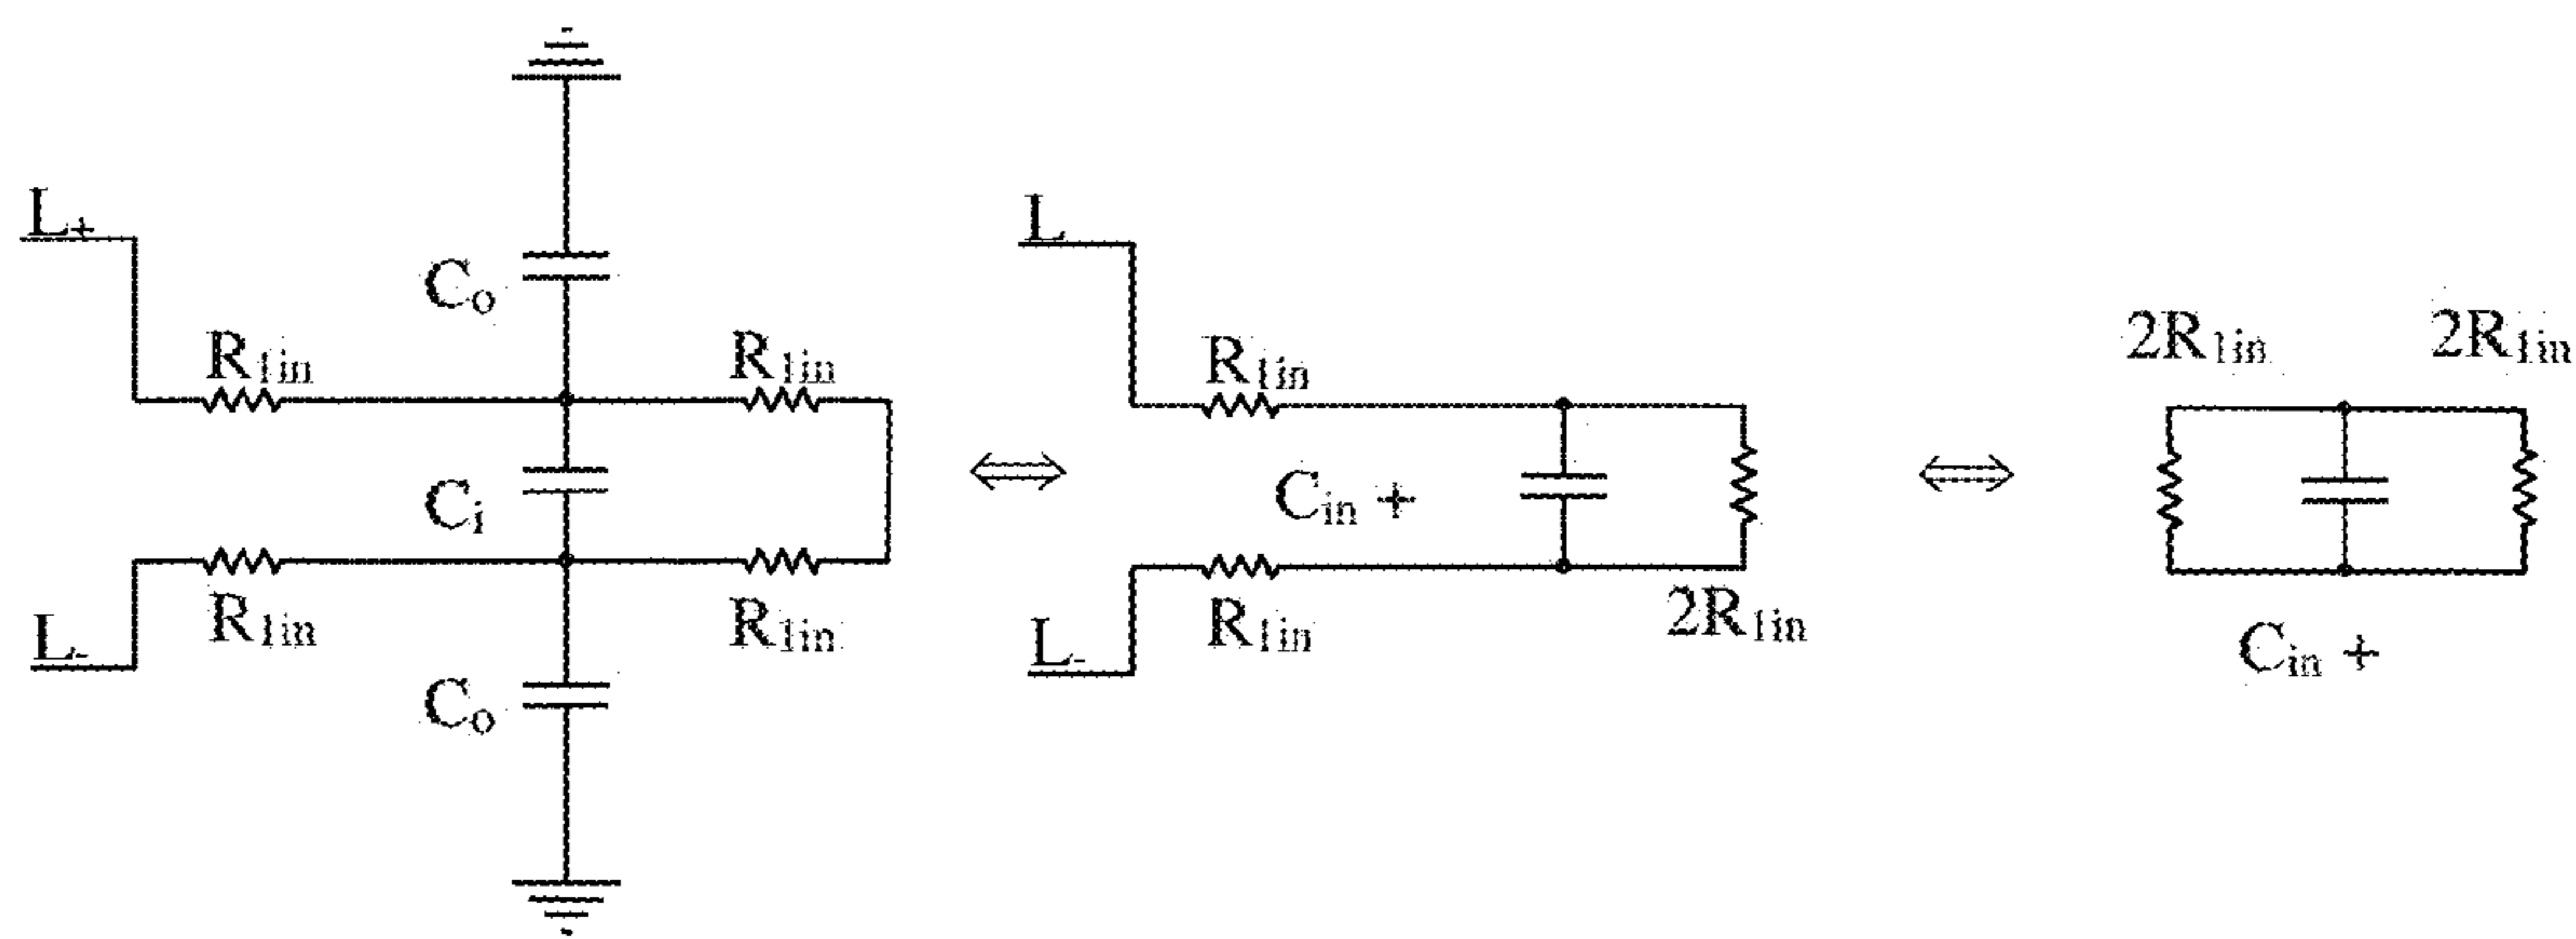 L+
Co
R1in
R1in
Ci
R1in
R1in
L-
Co
L
R1in
Cin +
R1in
2R1in
L-
2R1in
2R1in
Cin +